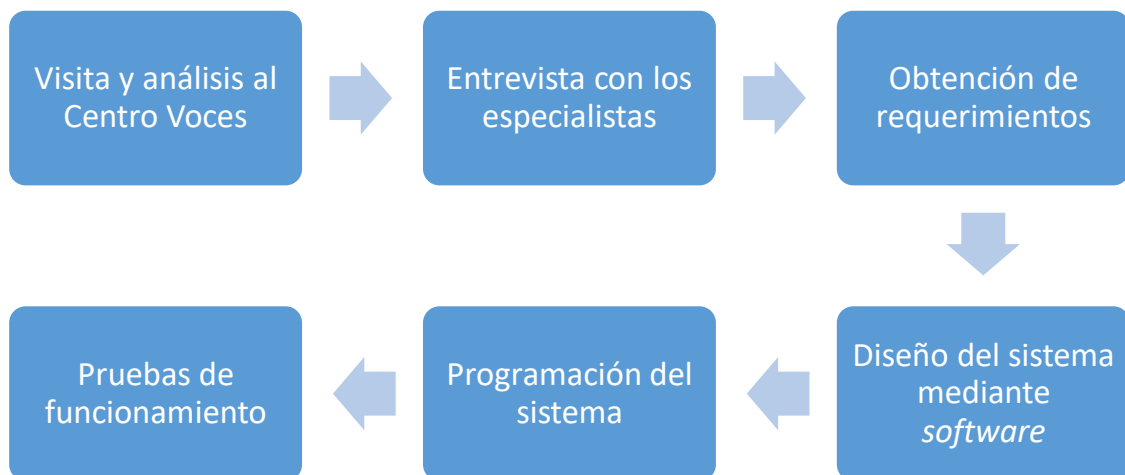 Visita y análisis al
Centro Voces
Entrevista con los
especialistas
Obtención de
requerimientos
Diseño del sistema
mediante
software
Programación del
sistema
Pruebas de
funcionamiento